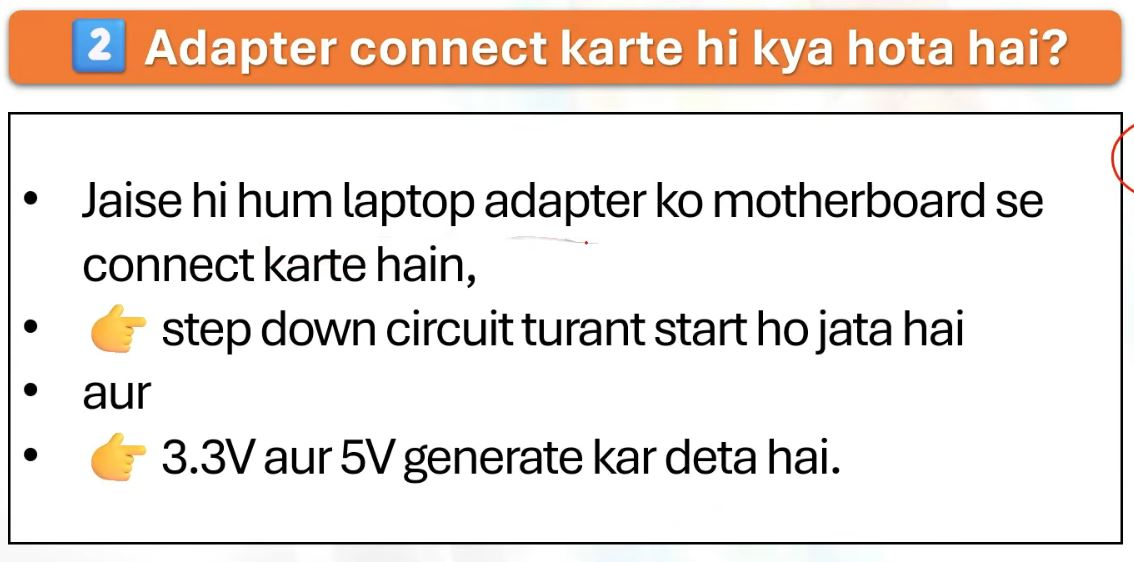 2️⃣ Adapter connect karte hi kya hota hai?
• Jaise hi hum laptop adapter ko motherboard se
connect karte hain,
• 👉 step down circuit turant start ho jata hai
• aur
• 👉 3.3V aur 5V generate kar deta hai.